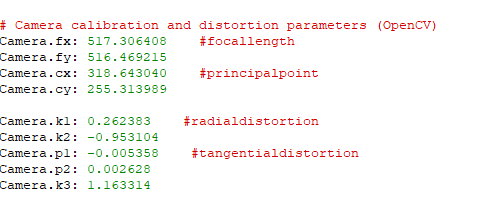 # Camera calibration and distortion parameters (OpenCV)
Camera.fx: 517.306408    #focallength
Camera.fy: 516.469215
Camera.cx: 318.643040    #principalpoint
Camera.cy: 255.313989

Camera.k1: 0.262383    #radialdistortion
Camera.k2: -0.953104
Camera.p1: -0.005358    #tangentialdistortion
Camera.p2: 0.002628
Camera.k3: 1.163314